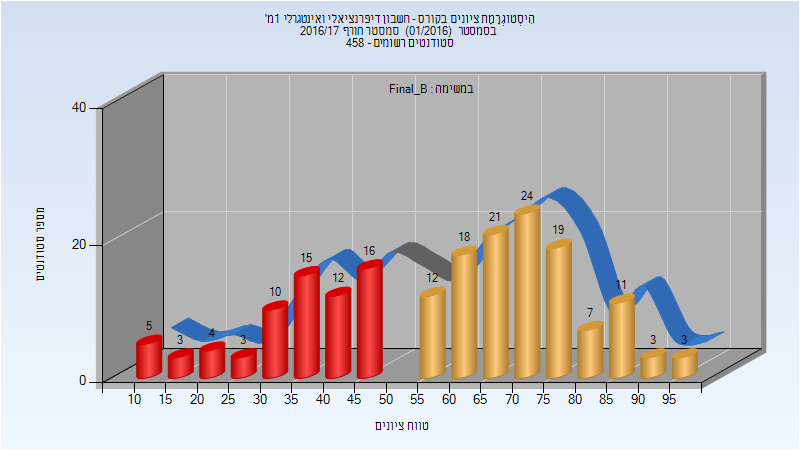 היסטוגרמת ציונים בקורס - חשבון דיפרנציאלי ואינטגרלי 1מ'
בסמסטר (01/2016) סמסטר חורף 2016/17
סטודנטים רשומים - 458
במשימה : Final_B
מספר סטודנטים
40
20
0
5 3 4 3 10 15 12 16 12 18 21 24 19 7 11 3 3
10 15 20 25 30 35 40 45 50 55 60 65 70 75 80 85 90 95
טווח ציונים